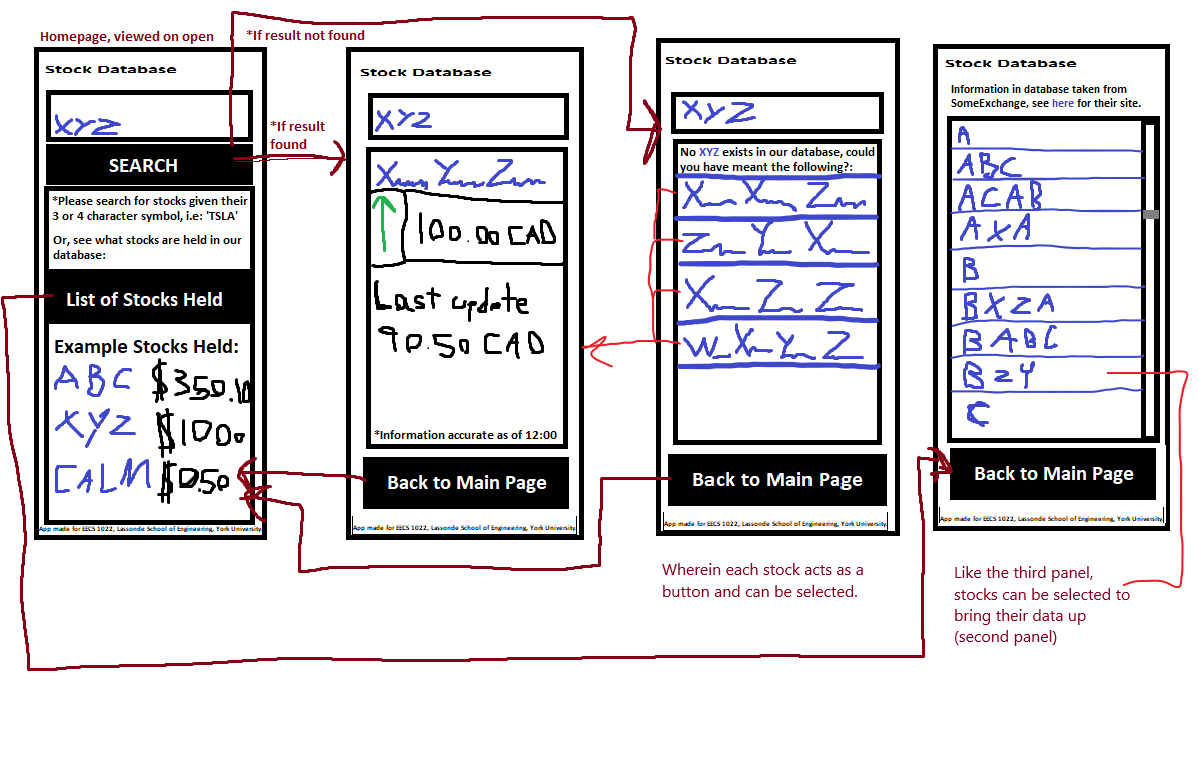 Homepage, viewed on open
*If result not found
Stock Database
XYZ
SEARCH
*Please search for stocks given their
3 or 4 character symbol, i.e: 'TSLA'
Or, see what stocks are held in our
database:
List of Stocks Held
Example Stocks Held:
ABC $350.10
XYZ $100.
CALM $0.50
App made for EECS 1022, Lassonde School of Engineering, York University.
*If result
found
Stock Database
XYZ
X Y Z
100.00 CAD
Last update
90.50 CAD
*Information accurate as of 12:00
Back to Main Page
App made for EECS 1022, Lassonde School of Engineering, York University.
Stock Database
XYZ
No XYZ exists in our database, could
you have meant the following?:
X X Z
Z Y X
X Z Z
W X Y Z
Back to Main Page
App made for EECS 1022, Lassonde School of Engineering, York University.
Wherein each stock acts as a
button and can be selected.
Stock Database
Information in database taken from
SomeExchange, see here for their site.
A
ABC
ACAB
AXA
B
BXZA
BABC
BZY
C
Back to Main Page
App made for EECS 1022, Lassonde School of Engineering, York University.
Like the third panel,
stocks can be selected to
bring their data up
(second panel)